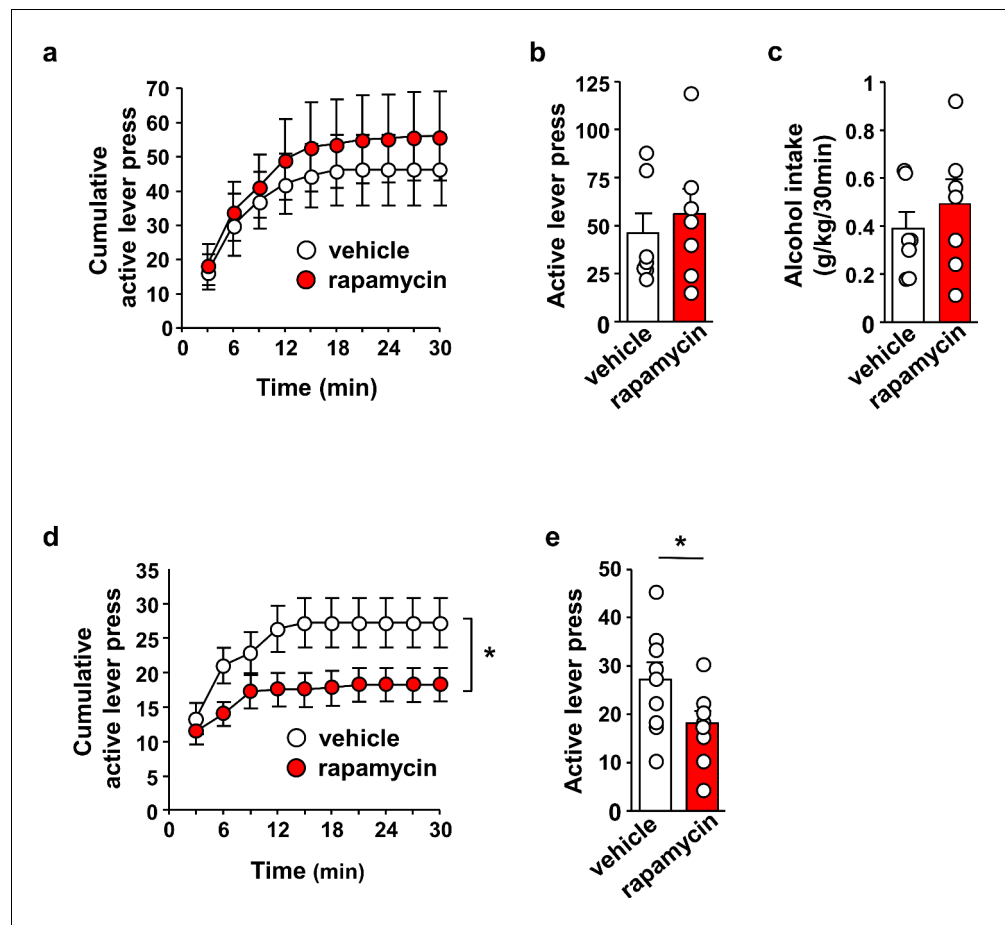 a
Cumulative
active lever press
70
60
50
40
30
20
10
0
0 6 12 18 24 30
Time (min)
vehicle
rapamycin
b
Active lever press
125
100
75
50
25
0
vehicle
rapamycin
c
Alcohol intake
(g/kg/30min)
1
0.8
0.6
0.4
0.2
0
vehicle
rapamycin
d
Cumulative
active lever press
35
30
25
20
15
10
5
0
0 6 12 18 24 30
Time (min)
vehicle
rapamycin
*
e
*
Active lever press
50
40
30
20
10
0
vehicle
rapamycin